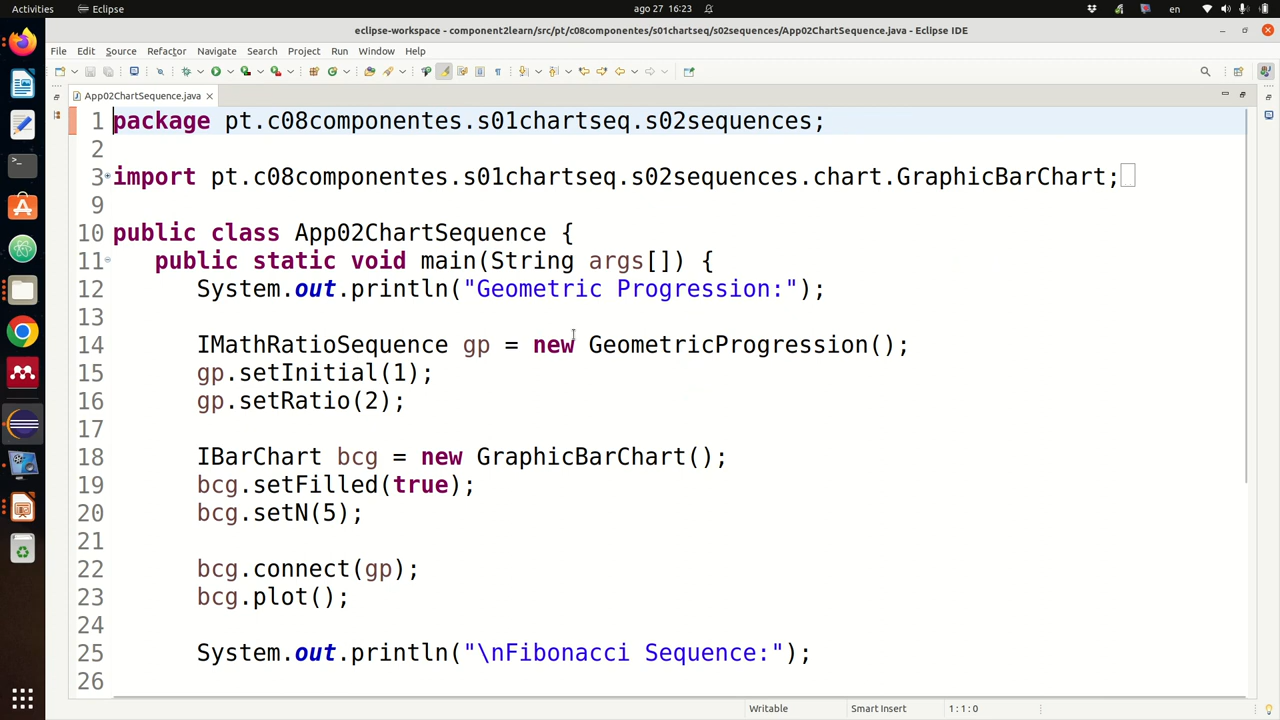 Activities
Eclipse
ago 27 16:23
en
eclipse-workspace - component2learn/src/pt/c08componentes/s01chartseq/s02sequences/App02ChartSequence.java - Eclipse IDE
File Edit Source Refactor Navigate Search Project Run Window Help
App02ChartSequence.java
1 package pt.c08componentes.s01chartseq.s02sequences;
2
3 import pt.c08componentes.s01chartseq.s02sequences.chart.GraphicBarChart;
9
10 public class App02ChartSequence {
11 public static void main(String args[]) {
12 System.out.println("Geometric Progression:");
13
14 IMathRatioSequence gp = new GeometricProgression();
15 gp.setInitial(1);
16 gp.setRatio(2);
17
18 IBarChart bcg = new GraphicBarChart();
19 bcg.setFilled(true);
20 bcg.setN(5);
21
22 bcg.connect(gp);
23 bcg.plot();
24
25 System.out.println("\nFibonacci Sequence:");
26
Writable
Smart Insert
1:1:0